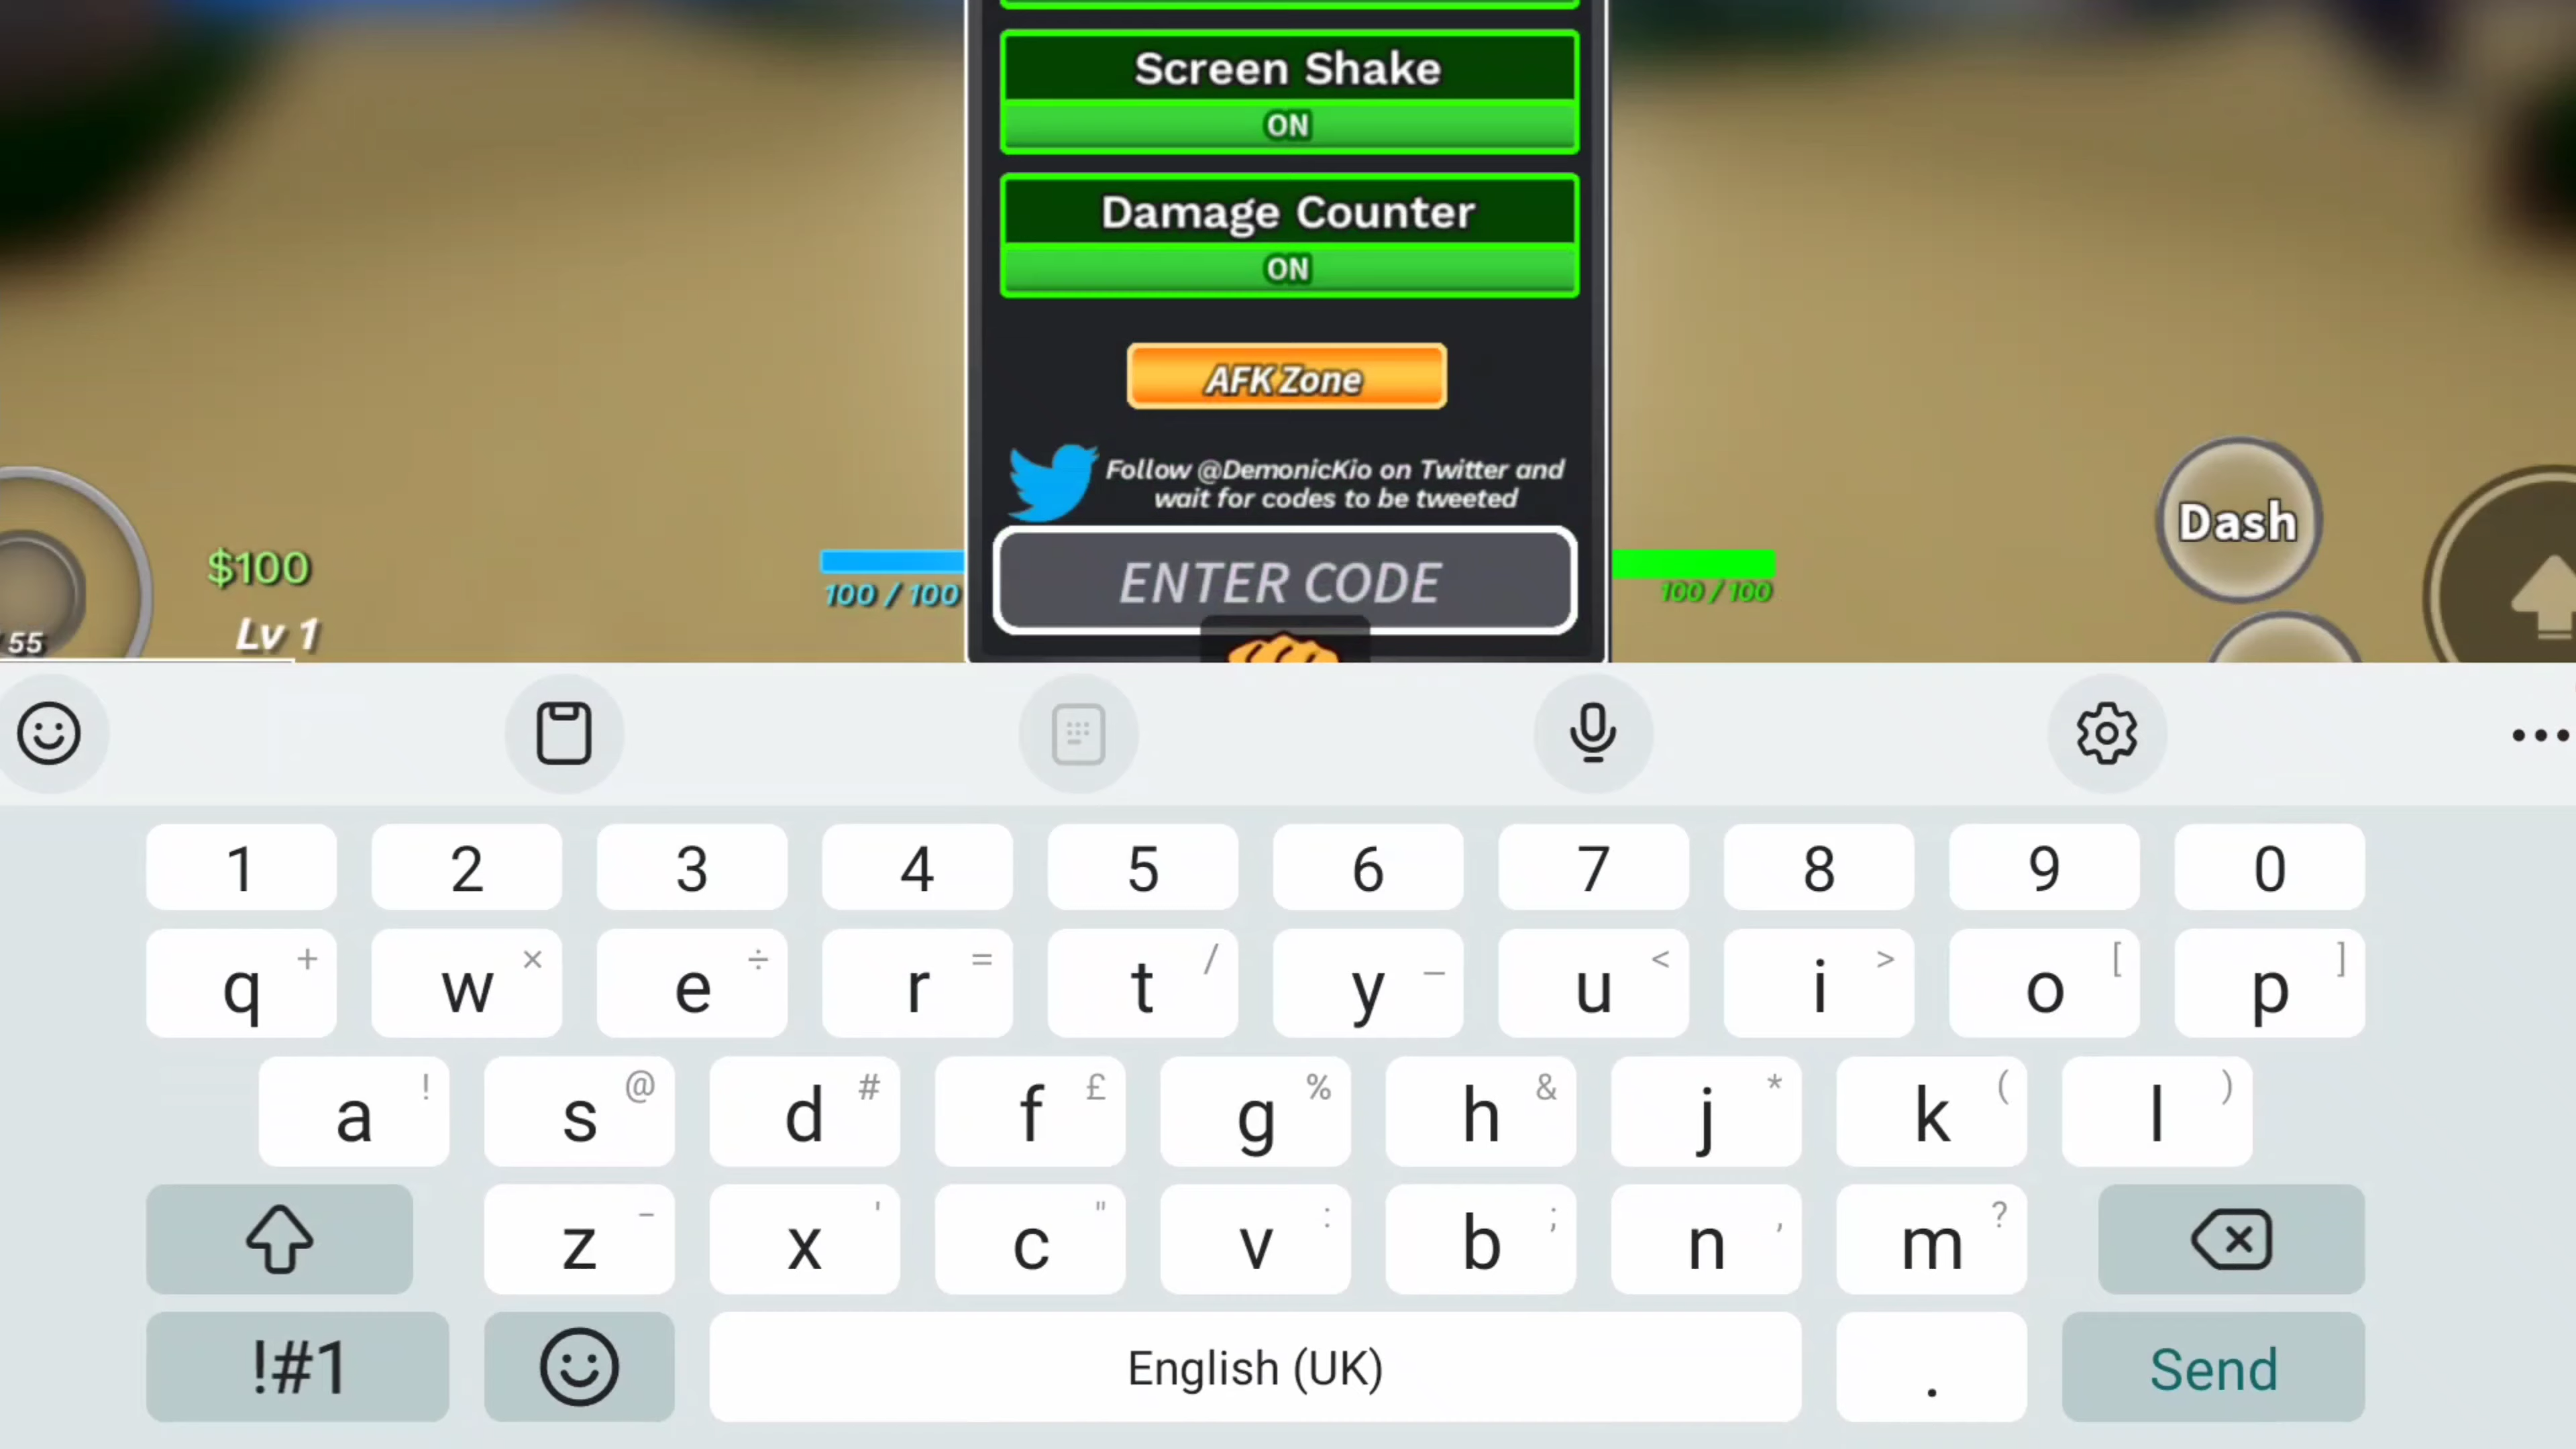 Screen Shake
ON
Damage Counter
ON
AFK Zone
Follow @DemonicKio on Twitter and
wait for codes to be tweeted
ENTER CODE
$100
Lv 1
55
100 / 100
100 / 100
Dash
1 2 3 4 5 6 7 8 9 0
q + w × e ÷ r = t / y _ u < i > o [ p ]
a ! s @ d # f £ g % h & j * k ( l )
z - x ' c " v : b ; n , m ?
!#1 English (UK) . Send